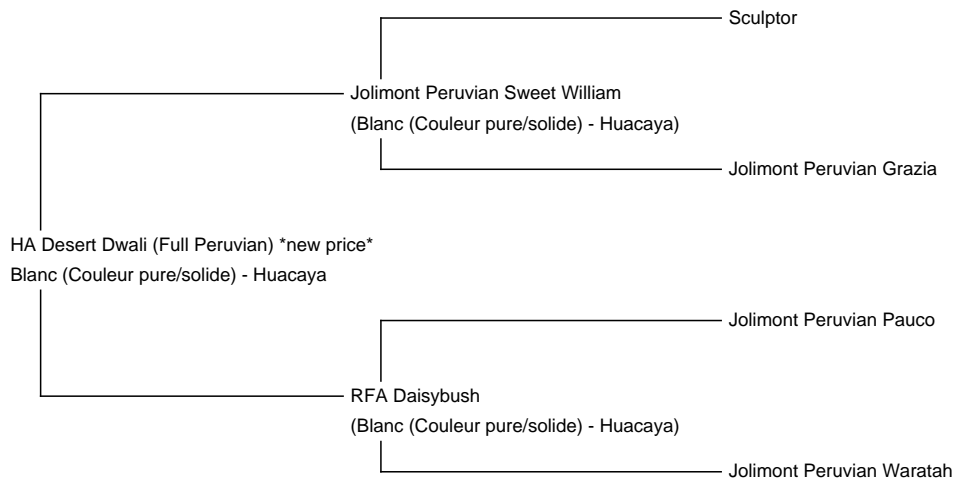 Sculptor
Jolimont Peruvian Sweet William
(Blanc (Couleur pure/solide) - Huacaya)
Jolimont Peruvian Grazia
HA Desert Dwali (Full Peruvian) *new price*
Blanc (Couleur pure/solide) - Huacaya
Jolimont Peruvian Pauco
RFA Daisybush
(Blanc (Couleur pure/solide) - Huacaya)
Jolimont Peruvian Waratah